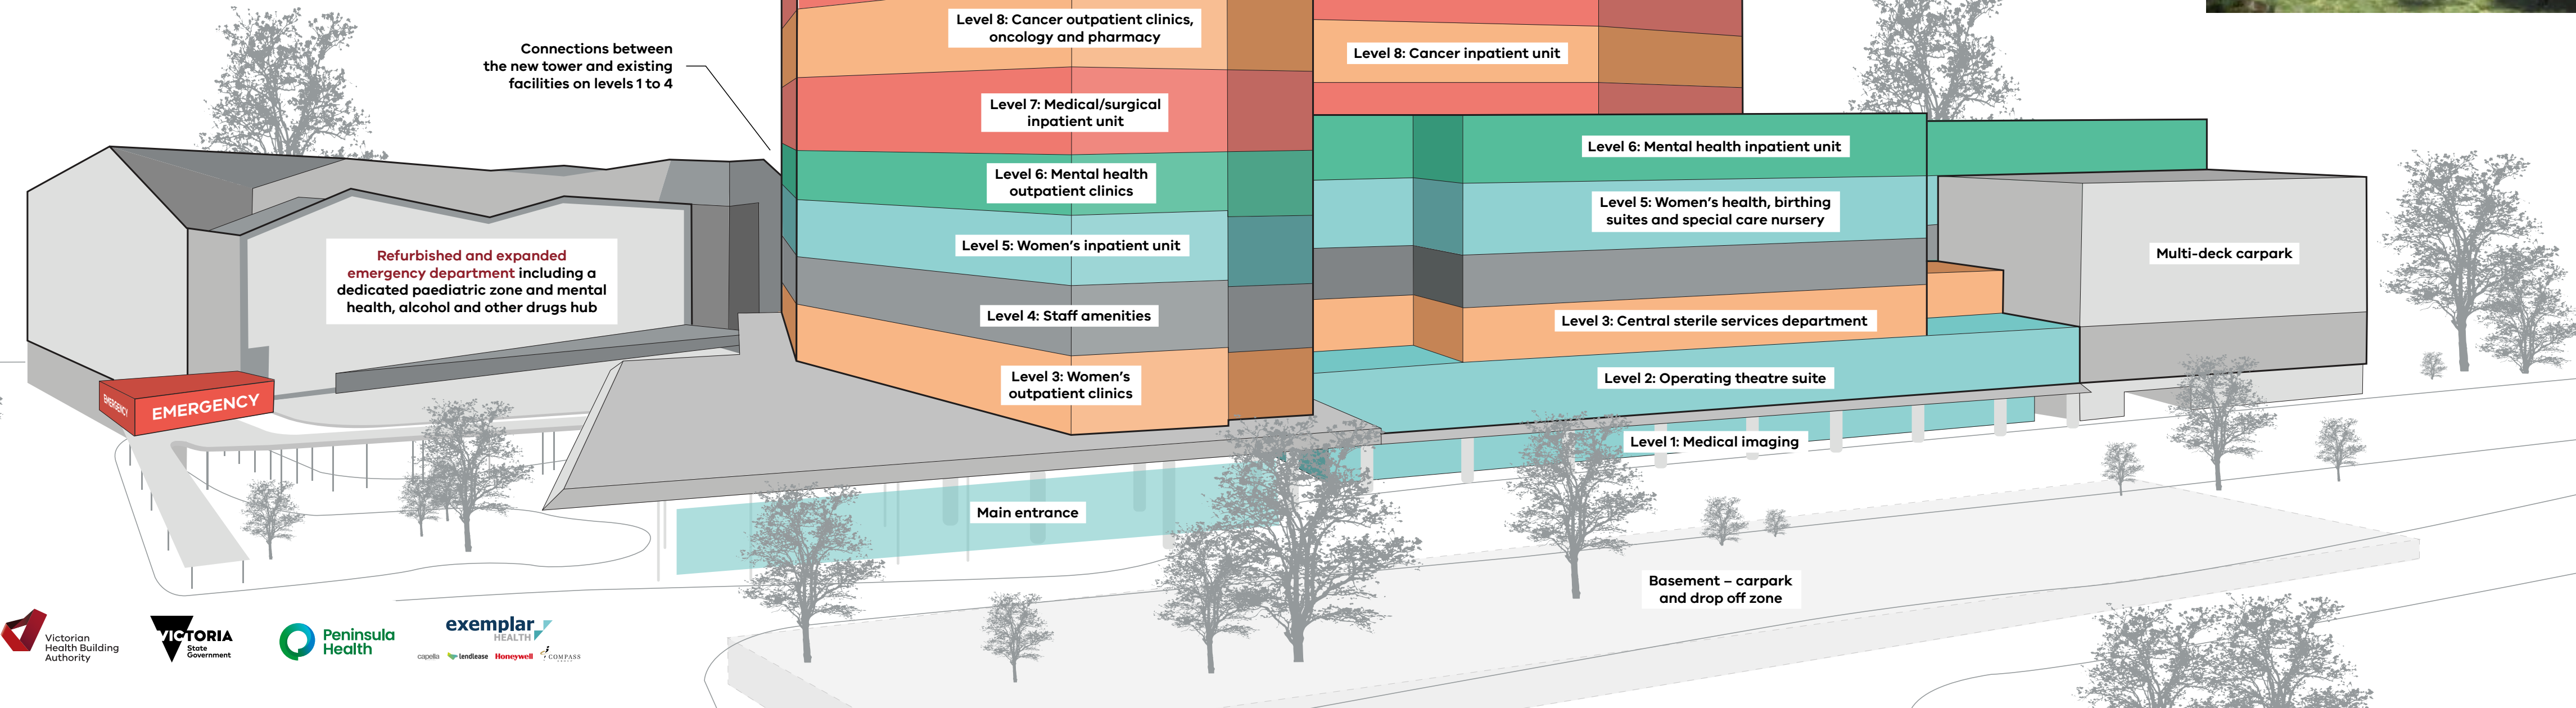 Level 8: Cancer outpatient clinics,
oncology and pharmacy
Level 8: Cancer inpatient unit
Connections between
the new tower and existing
facilities on levels 1 to 4
Level 7: Medical/surgical
inpatient unit
Level 6: Mental health
outpatient clinics
Level 6: Mental health inpatient unit
Level 5: Women's inpatient unit
Level 5: Women's health, birthing
suites and special care nursery
Multi-deck carpark
Refurbished and expanded
emergency department including a
dedicated paediatric zone and mental
health, alcohol and other drugs hub
Level 4: Staff amenities
Level 3: Central sterile services department
Level 3: Women's
outpatient clinics
Level 2: Operating theatre suite
EMERGENCY
EMERGENCY
Level 1: Medical imaging
Main entrance
Basement – carpark
and drop off zone
Victorian
Health Building
Authority
VICTORIA
State
Government
Peninsula
Health
exemplar
HEALTH
capella
lendlease
Honeywell
COMPASS